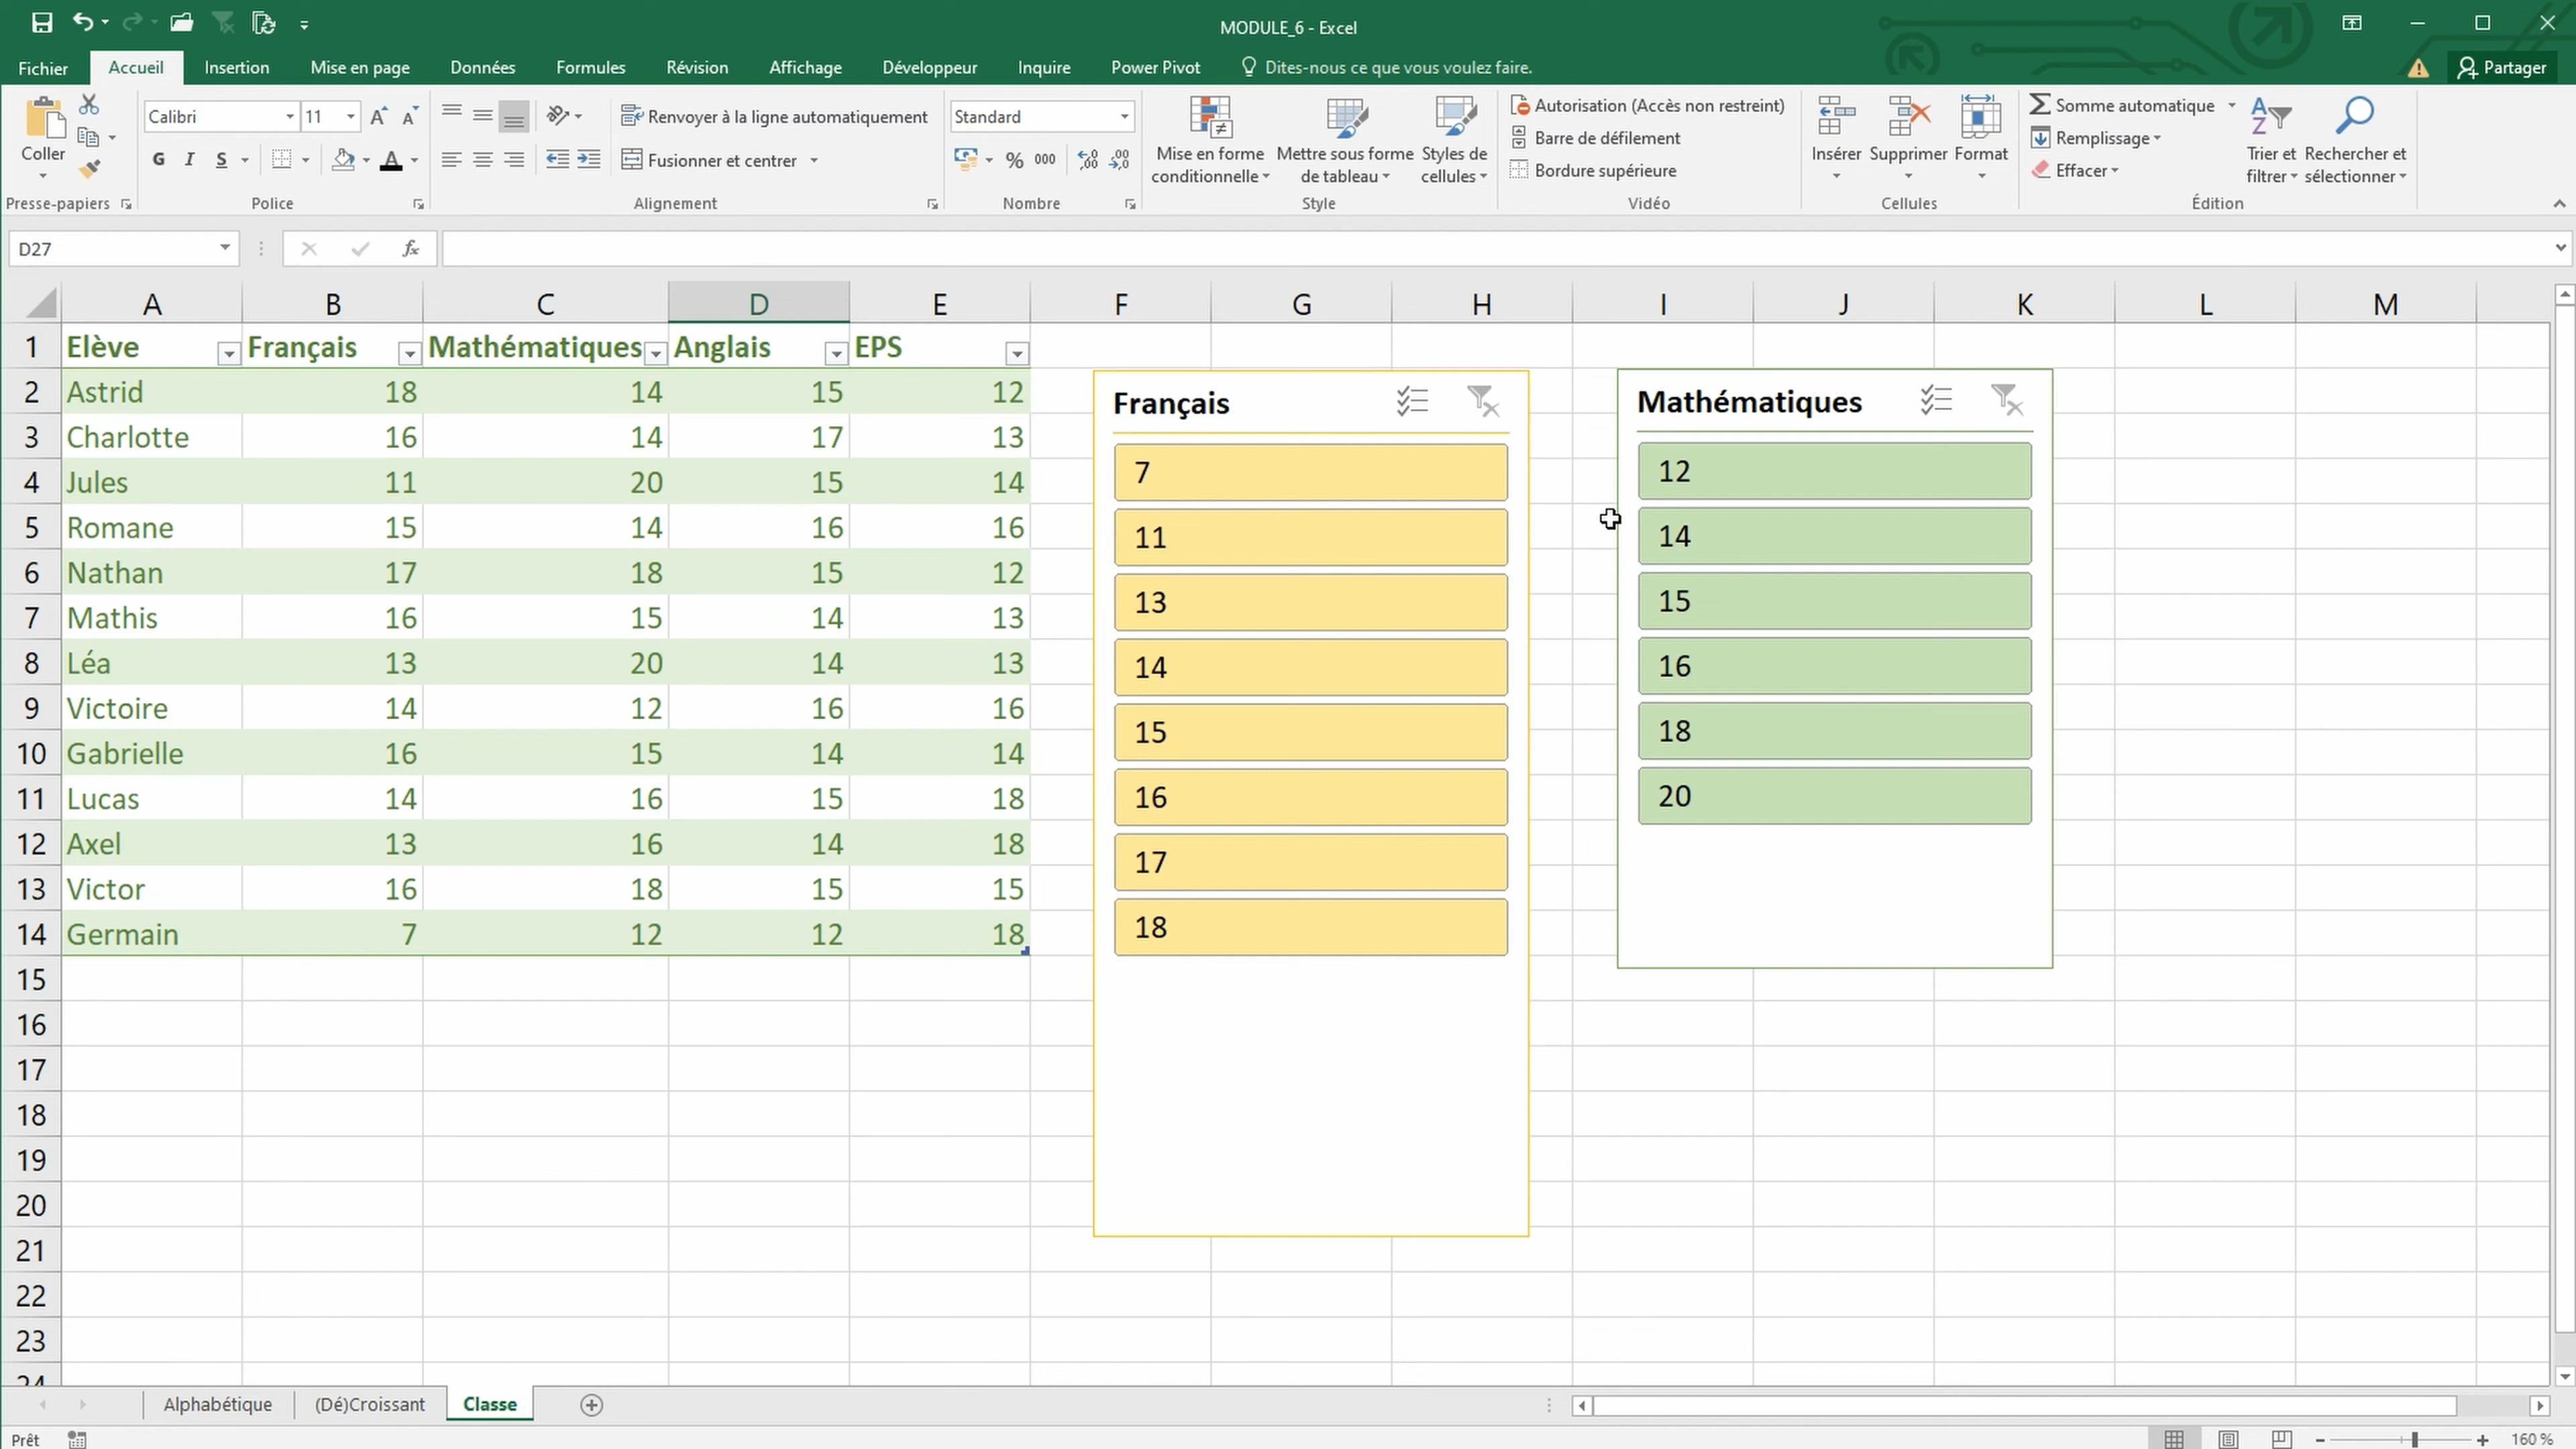 MODULE_6 - Excel
Fichier Accueil Insertion Mise en page Données Formules Révision Affichage Développeur Inquire Power Pivot Dites-nous ce que vous voulez faire. Partager
Coller
Presse-papiers
Calibri 11
G I S A
Police
Renvoyer à la ligne automatiquement
Fusionner et centrer
Alignement
Standard
% 000
Nombre
Mise en forme conditionnelle
Mettre sous forme de tableau
Styles de cellules
Style
Autorisation (Accès non restreint)
Barre de défilement
Bordure supérieure
Vidéo
Insérer Supprimer Format
Cellules
Somme automatique
Remplissage
Effacer
Trier et filtrer
Rechercher et sélectionner
Édition
D27 fx
A B C D E F G H I J K L M
1 Elève Français Mathématiques Anglais EPS
2 Astrid 18 14 15 12
3 Charlotte 16 14 17 13
4 Jules 11 20 15 14
5 Romane 15 14 16 16
6 Nathan 17 18 15 12
7 Mathis 16 15 14 13
8 Léa 13 20 14 13
9 Victoire 14 12 16 16
10 Gabrielle 16 15 14 14
11 Lucas 14 16 15 18
12 Axel 13 16 14 18
13 Victor 16 18 15 15
14 Germain 7 12 12 18
15
16
17
18
19
20
21
22
23
24
Français
7
11
13
14
15
16
17
18
Mathématiques
12
14
15
16
18
20
Alphabétique (Dé)Croissant Classe
Prêt 160 %